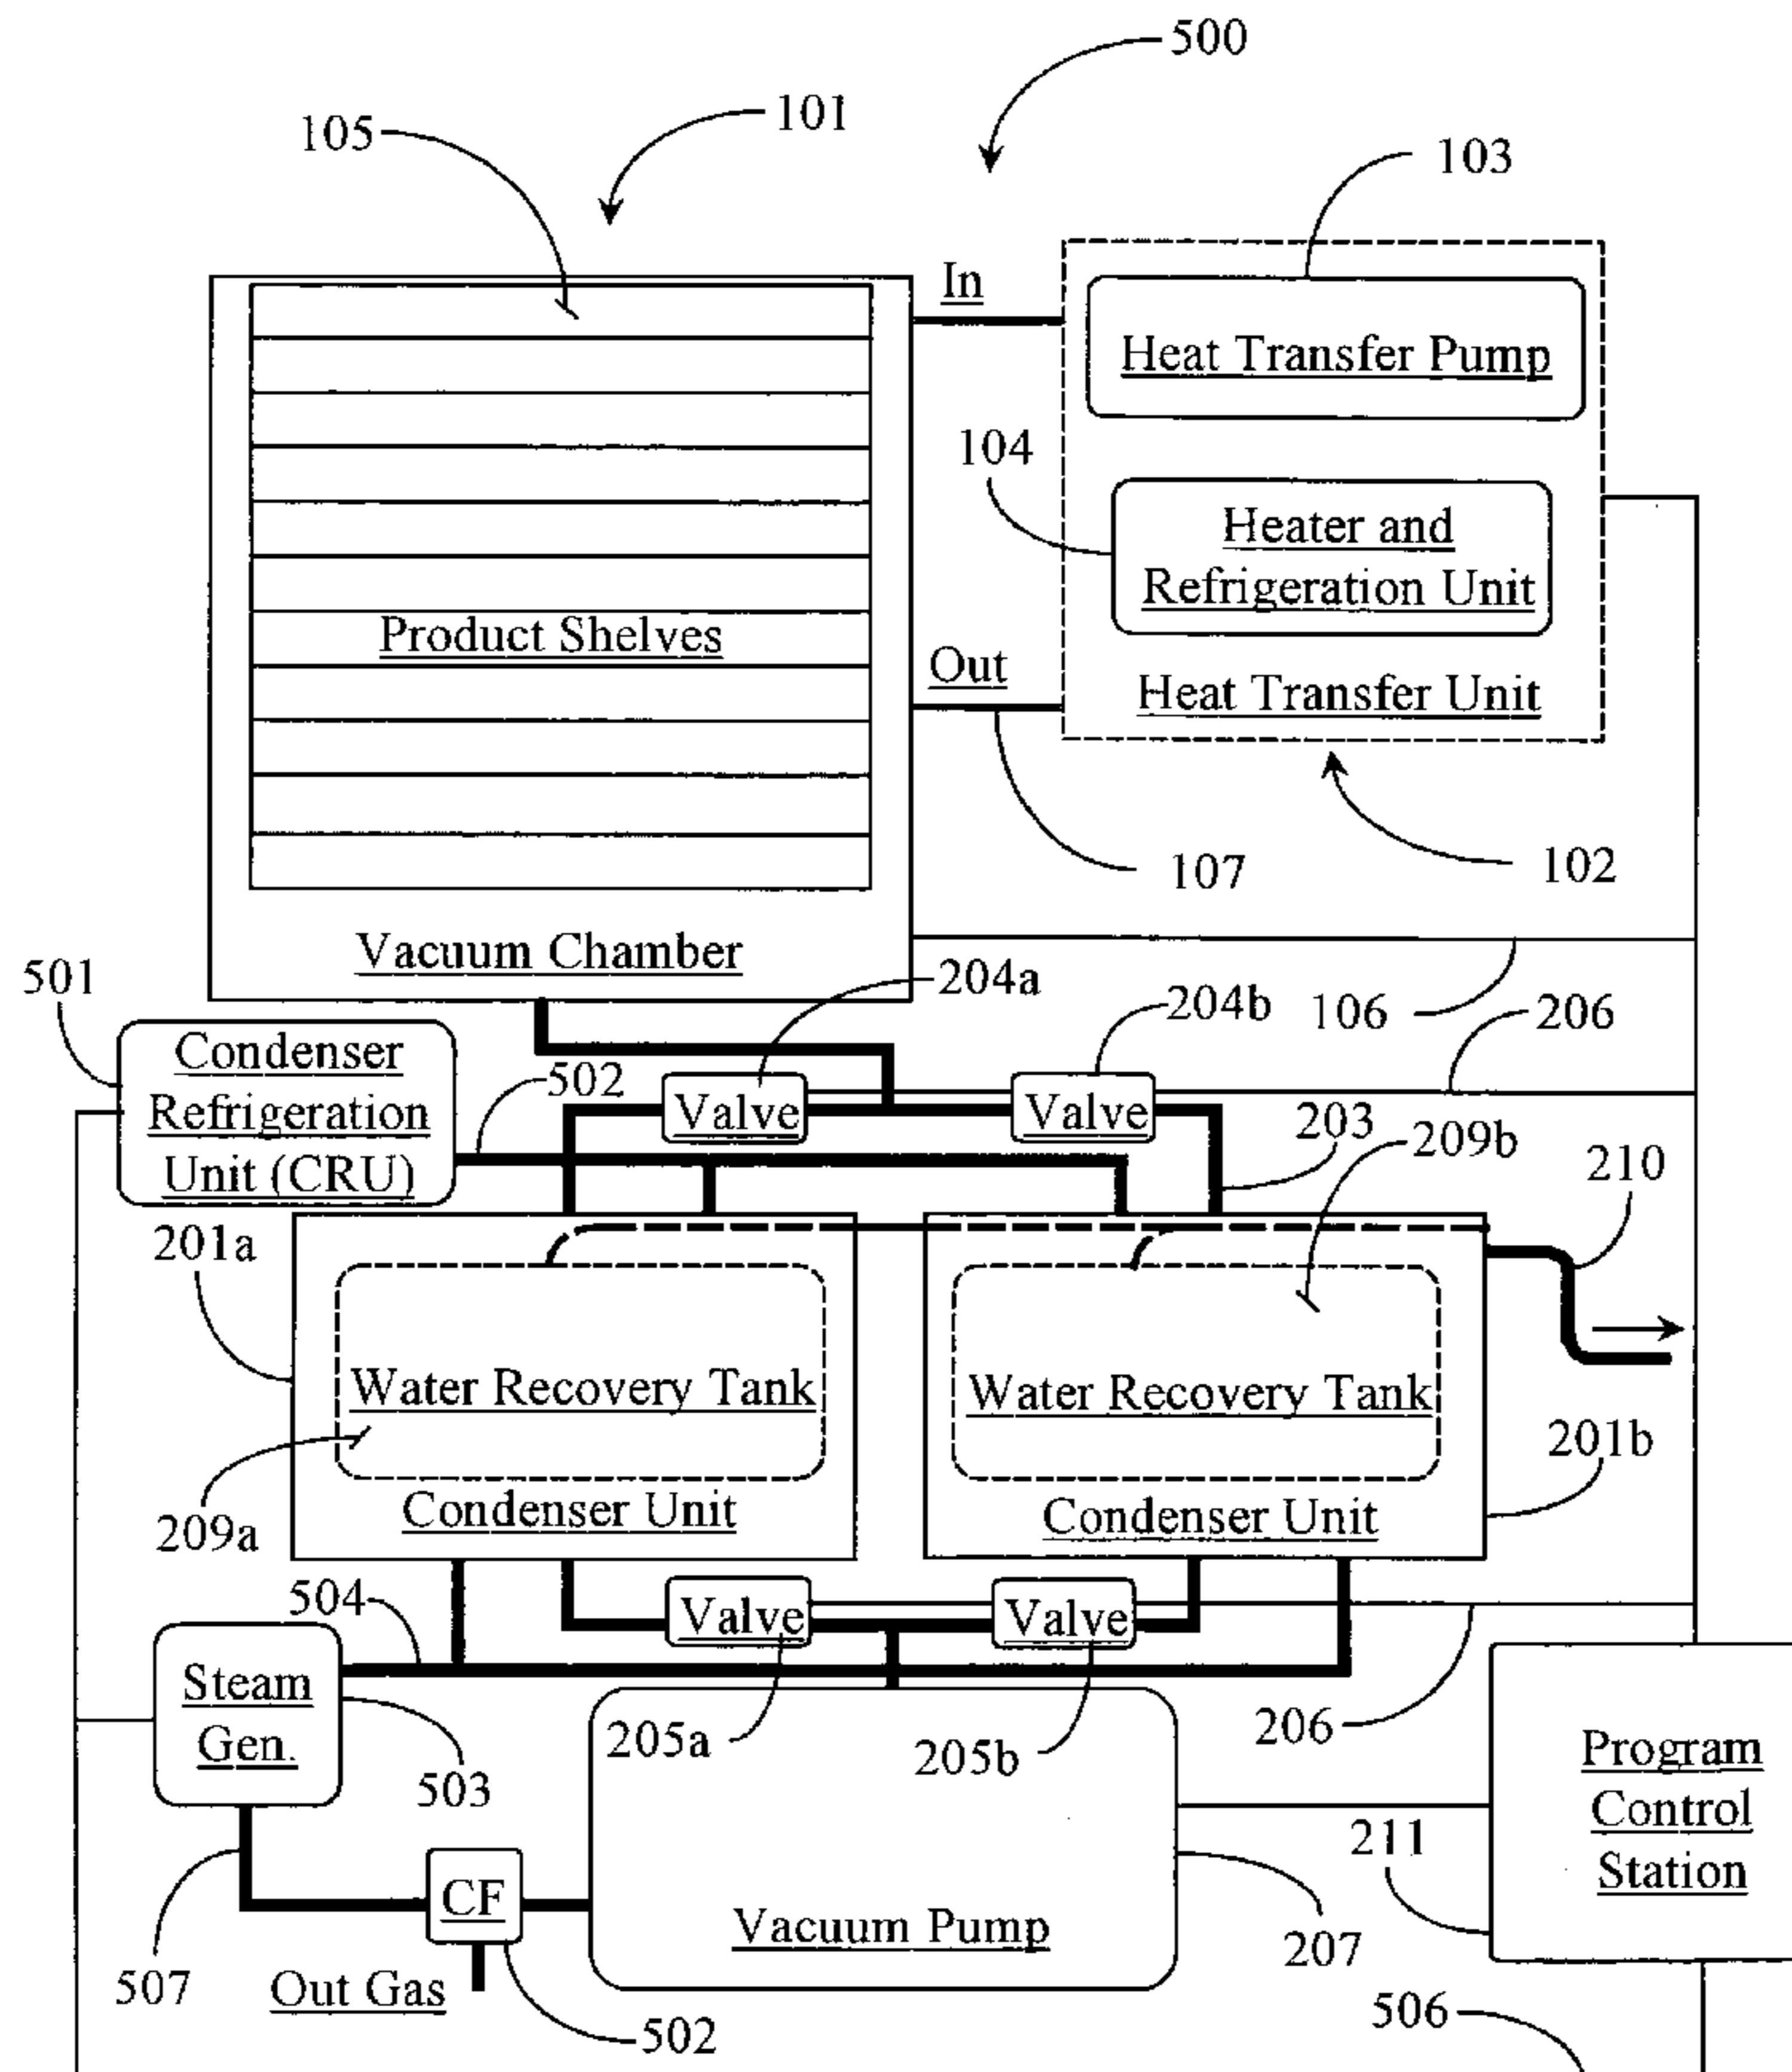 500
101
105
103
In
Heat Transfer Pump
104
Heater and
Refrigeration Unit
Product Shelves
Out
Heat Transfer Unit
107
102
Vacuum Chamber
501
204a
204b
106
206
Condenser
Refrigeration
Unit (CRU)
502
Valve
Valve
203
209b
210
201a
Water Recovery Tank
Water Recovery Tank
201b
Condenser Unit
Condenser Unit
209a
504
Valve
Valve
Steam
Gen.
503
205a
205b
206
Program
Control
Station
211
CF
Vacuum Pump
207
507
Out Gas
502
506